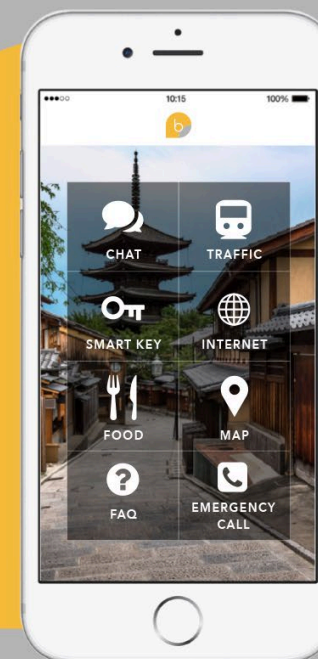 10:15
100%
b
CHAT
TRAFFIC
SMART KEY
INTERNET
FOOD
MAP
?
FAQ
EMERGENCY
CALL